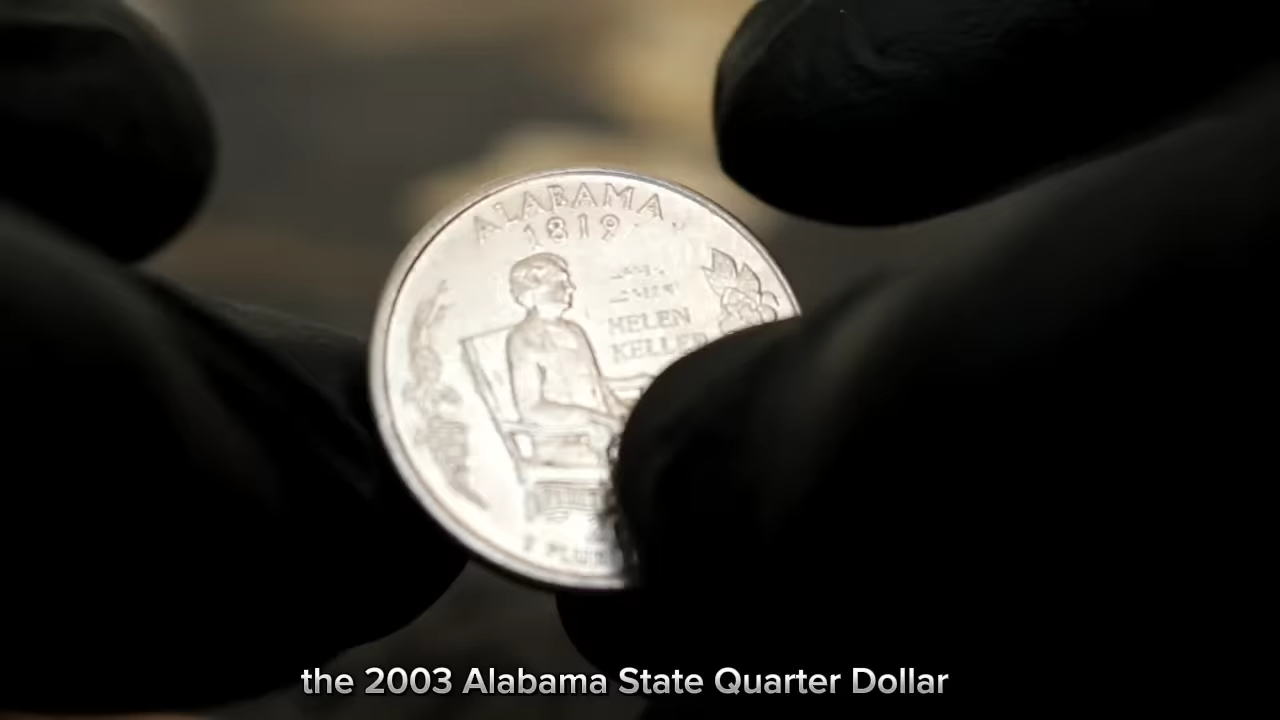 ALABAMA
1819
HELEN
KELLER
the 2003 Alabama State Quarter Dollar